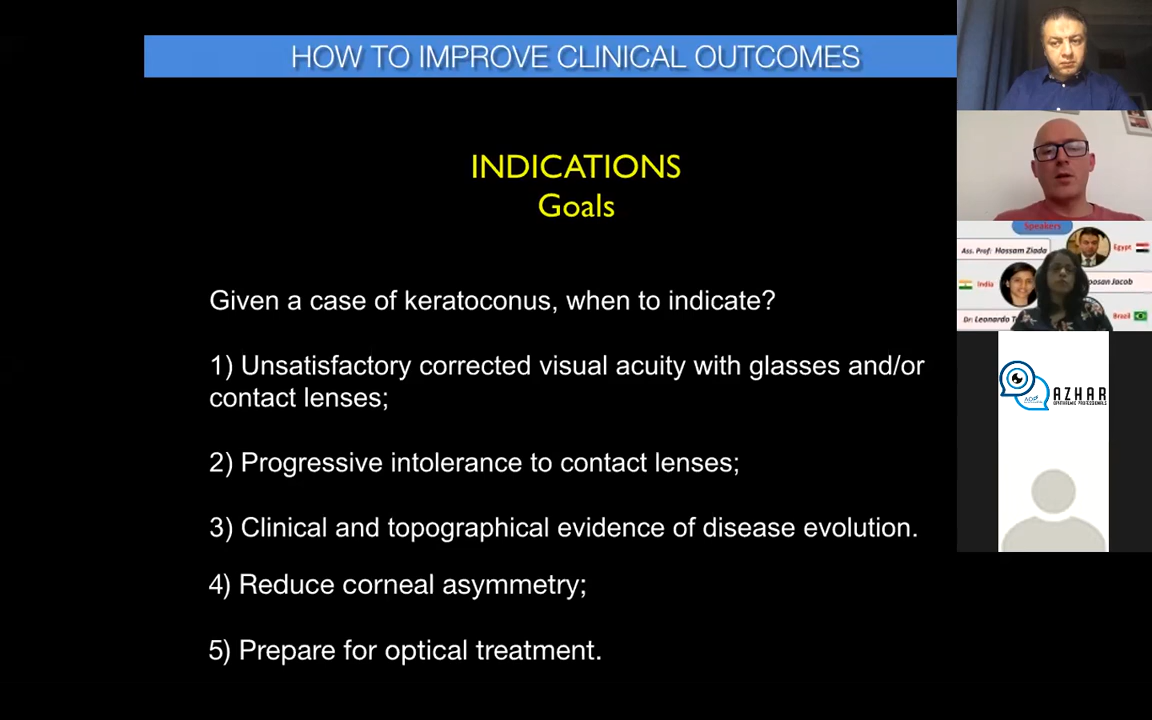 HOW TO IMPROVE CLINICAL OUTCOMES
INDICATIONS
Goals
Given a case of keratoconus, when to indicate?
1) Unsatisfactory corrected visual acuity with glasses and/or
contact lenses;
2) Progressive intolerance to contact lenses;
3) Clinical and topographical evidence of disease evolution.
4) Reduce corneal asymmetry;
5) Prepare for optical treatment.
Speakers
Ass. Prof: Hossam Ziada
Egypt
India
Jacob
Dr: Leonardo
Brazil
AZHAR